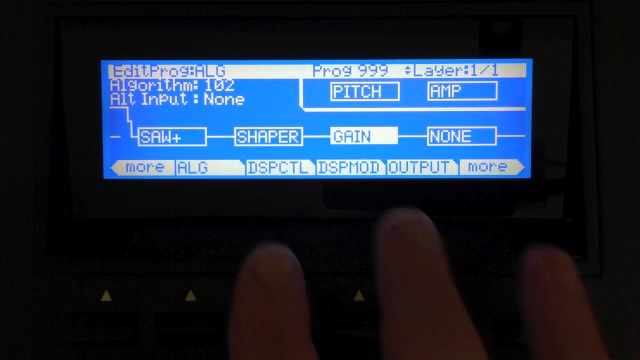 EditProg:ALG Prog 999 Layer:1/1
Algorithm: 102
Alt Input : None
PITCH AMP
SAW+ SHAPER GAIN NONE
more ALG DSPCTL DSPMOD OUTPUT more